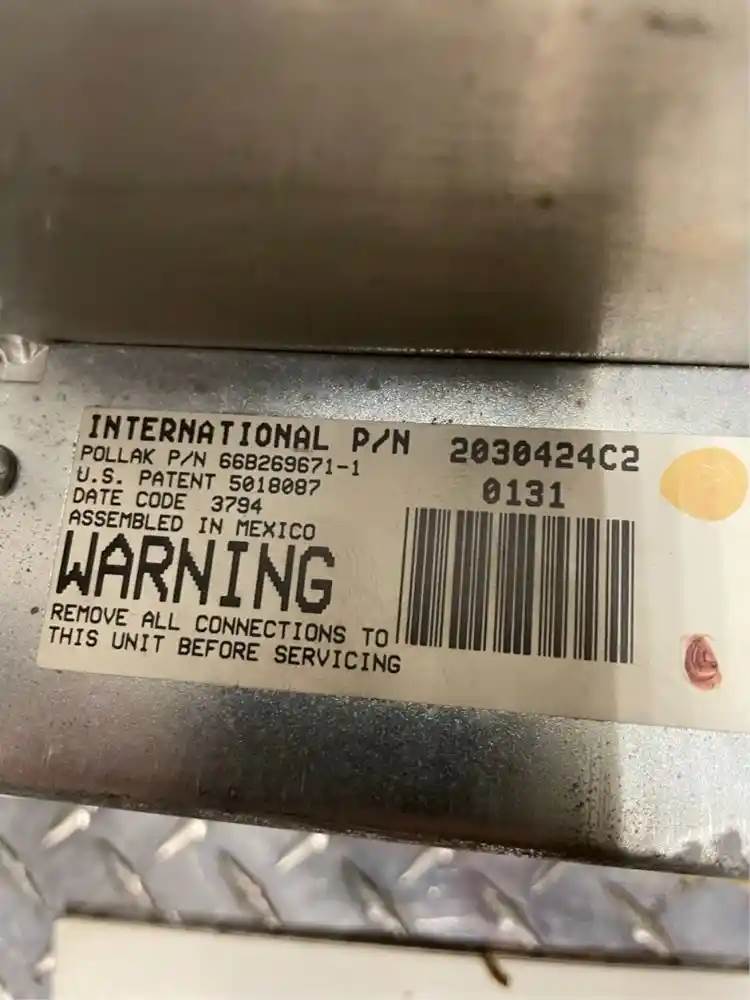 INTERNATIONAL P/N 2030424C2
POLLAK P/N 66B269671-1
U.S. PATENT 5018087
0131
DATE CODE 3794
ASSEMBLED IN MEXICO
WARNING
REMOVE ALL CONNECTIONS TO
THIS UNIT BEFORE SERVICING